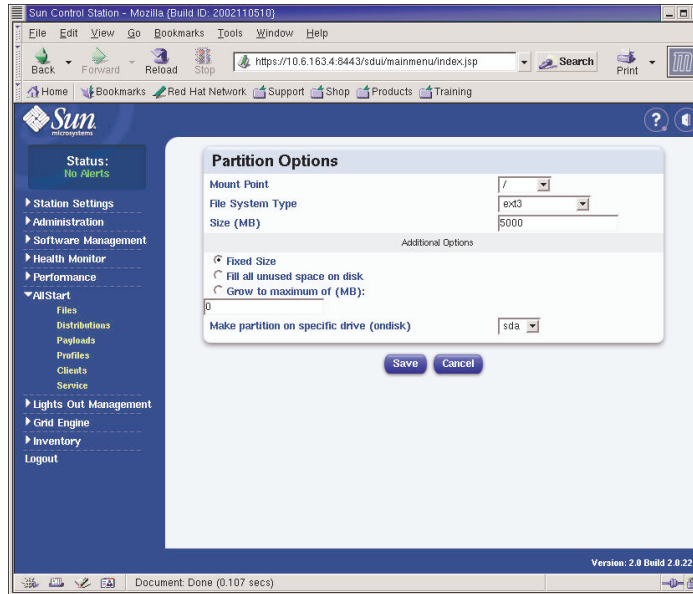 Sun Control Station - Mozilla {Build ID: 2002110510}
File Edit View Go Bookmarks Tools Window Help
Back Forward Reload Stop https://10.6.163.4:8443/sdui/mainmenu/index.jsp Search Print
Home Bookmarks Red Hat Network Support Shop Products Training
Sun
microsystems
?
Status:
No Alerts
Station Settings
Administration
Software Management
Health Monitor
Performance
AllStart
Files
Distributions
Payloads
Profiles
Clients
Service
Lights Out Management
Grid Engine
Inventory
Logout
Partition Options
Mount Point /
File System Type ext3
Size (MB) 5000
Additional Options
Fixed Size
Fill all unused space on disk
Grow to maximum of (MB):
0
Make partition on specific drive (ondisk) sda
Save Cancel
Version: 2.0 Build 2.0.22
Document: Done (0.107 secs)